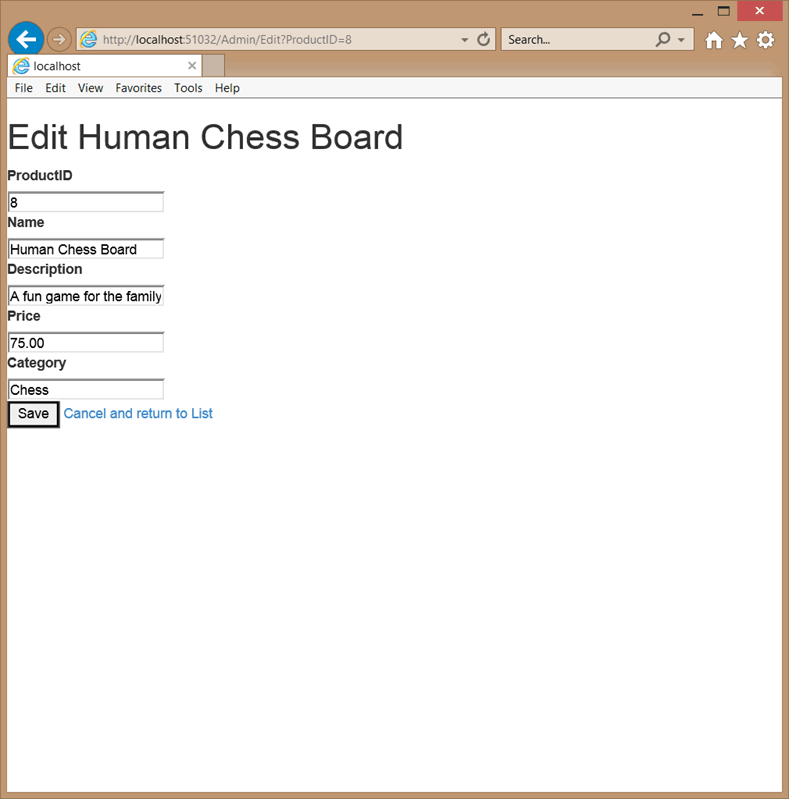 http://localhost:51032/Admin/Edit?ProductID=8
Search...
localhost
File Edit View Favorites Tools Help
Edit Human Chess Board
ProductID
8
Name
Human Chess Board
Description
A fun game for the family
Price
75.00
Category
Chess
Save Cancel and return to List